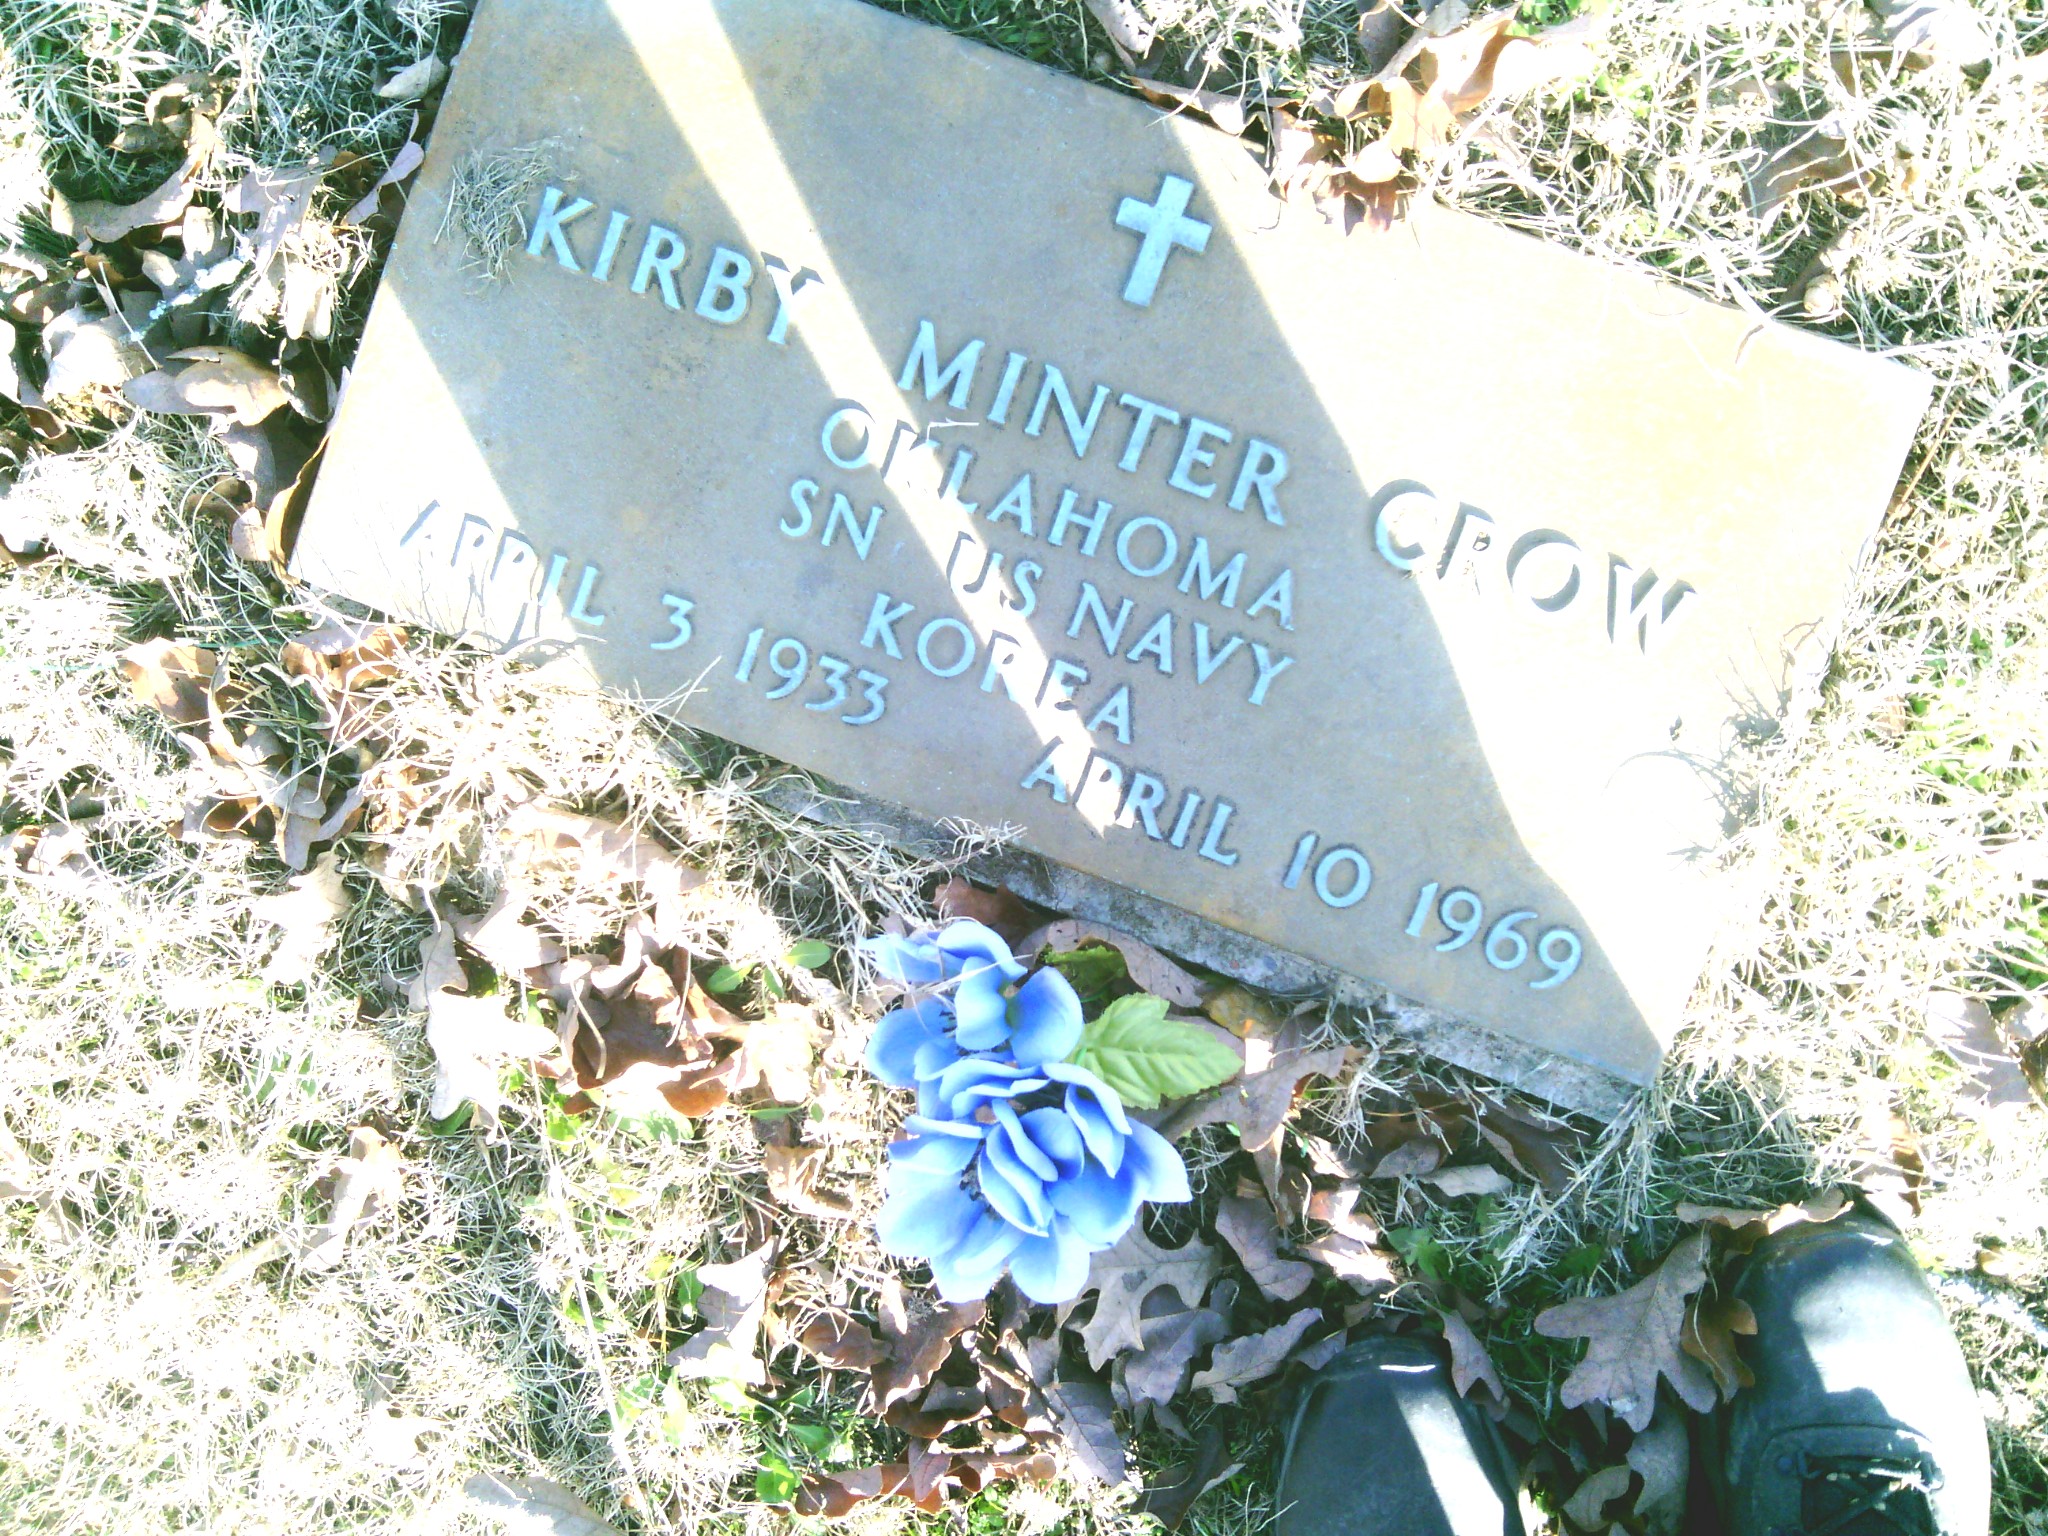 KIRBY MINTER CROW
OKLAHOMA
SN US NAVY
KOREA
APRIL 3 1933 APRIL 10 1969